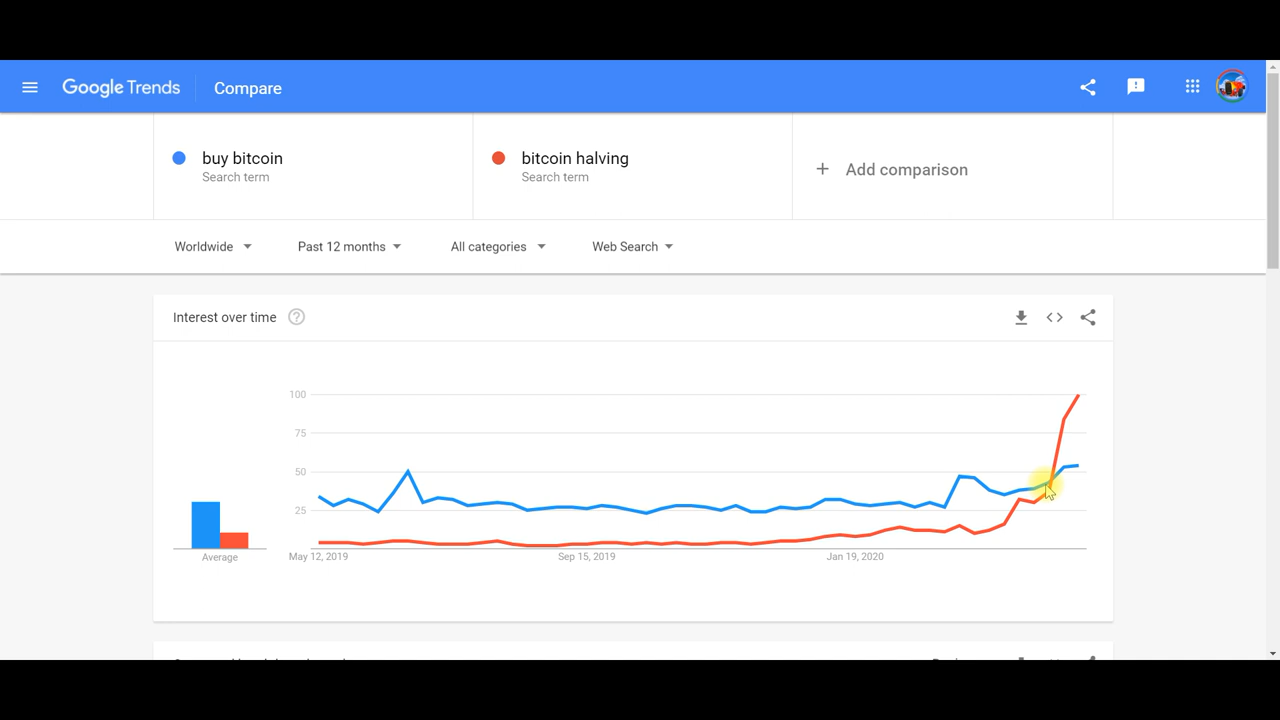 Google Trends
Compare
buy bitcoin
Search term
bitcoin halving
Search term
+ Add comparison
Worldwide
Past 12 months
All categories
Web Search
Interest over time
?
100
75
50
25
Average
May 12, 2019
Sep 15, 2019
Jan 19, 2020